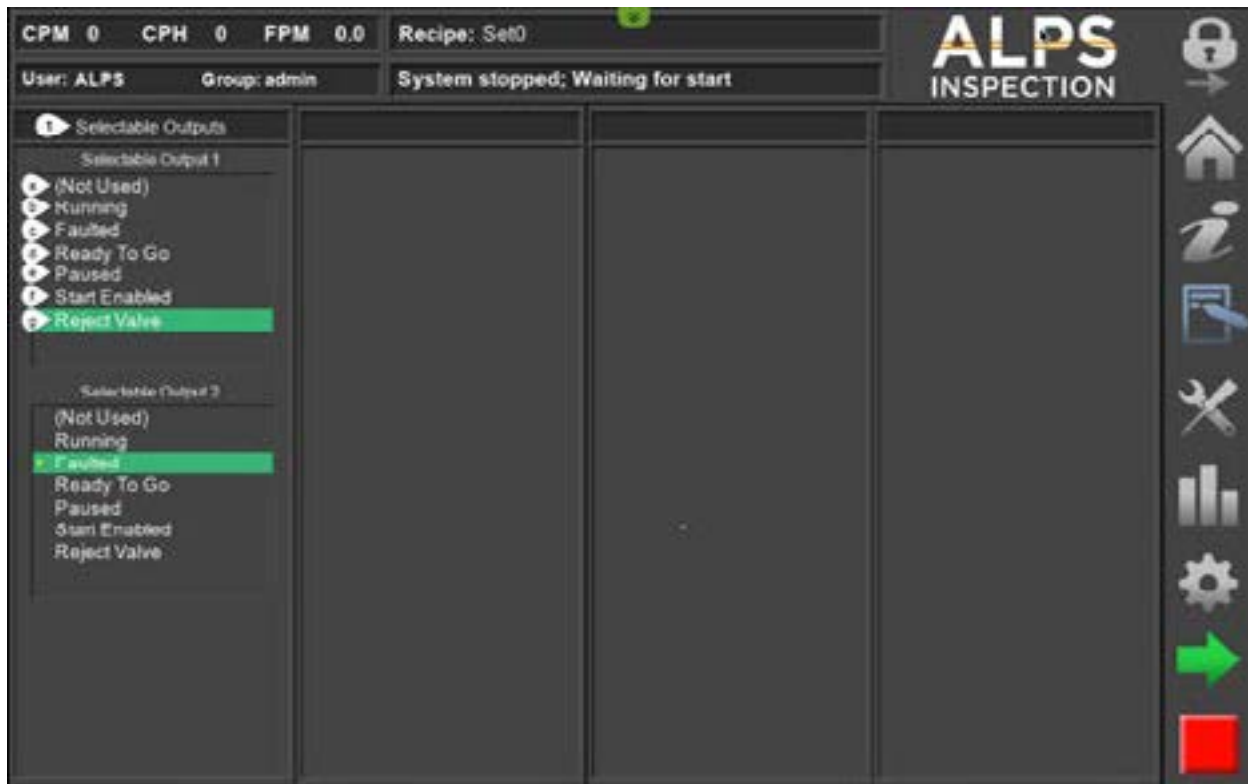 CPM 0 CPH 0 FPM 0.0
Recipe: Set0
ALPS
INSPECTION
User: ALPS Group: admin
System stopped; Waiting for start
1 Selectable Outputs
Selectable Output 1
(Not Used)
Running
Faulted
Ready To Go
Paused
Start Enabled
Reject Valve
Selectable Output 2
(Not Used)
Running
Faulted
Ready To Go
Paused
Start Enabled
Reject Valve